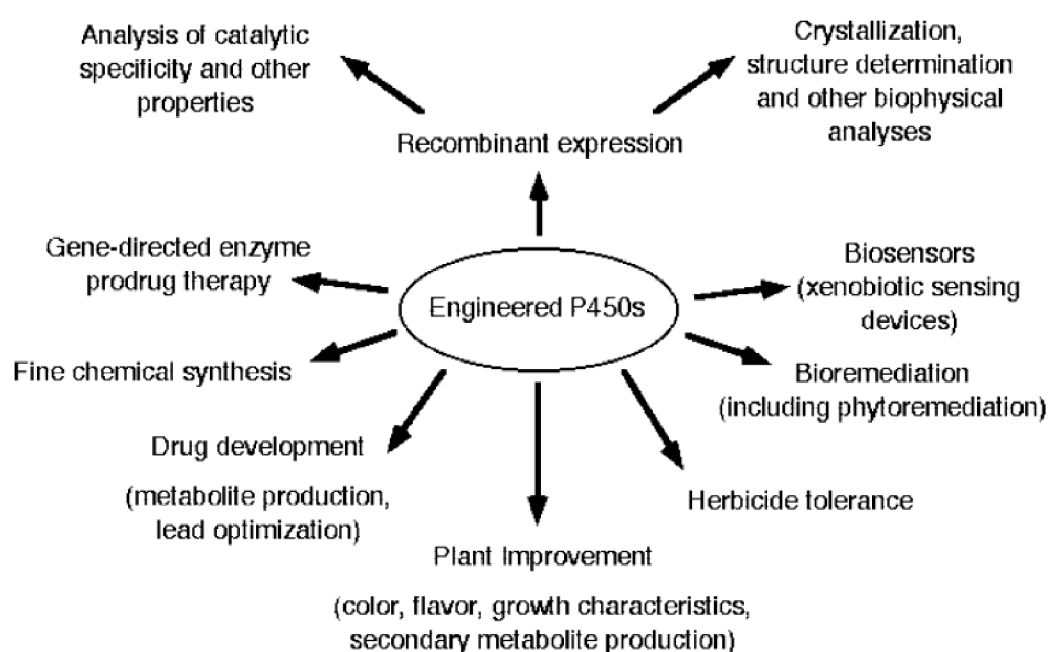 Analysis of catalytic
specificity and other
properties
Crystallization,
structure determination
and other biophysical
analyses
Recombinant expression
Gene-directed enzyme
prodrug therapy
Engineered P450s
Biosensors
(xenobiotic sensing
devices)
Fine chemical synthesis
Bioremediation
(including phytoremediation)
Drug development
(metabolite production,
lead optimization)
Herbicide tolerance
Plant Improvement
(color, flavor, growth characteristics,
secondary metabolite production)